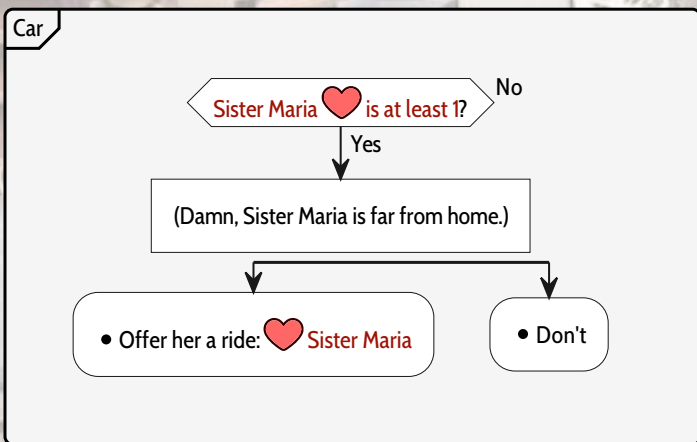 Car
Sister Maria is at least 1?
No
Yes
(Damn, Sister Maria is far from home.)
• Offer her a ride: Sister Maria
• Don't